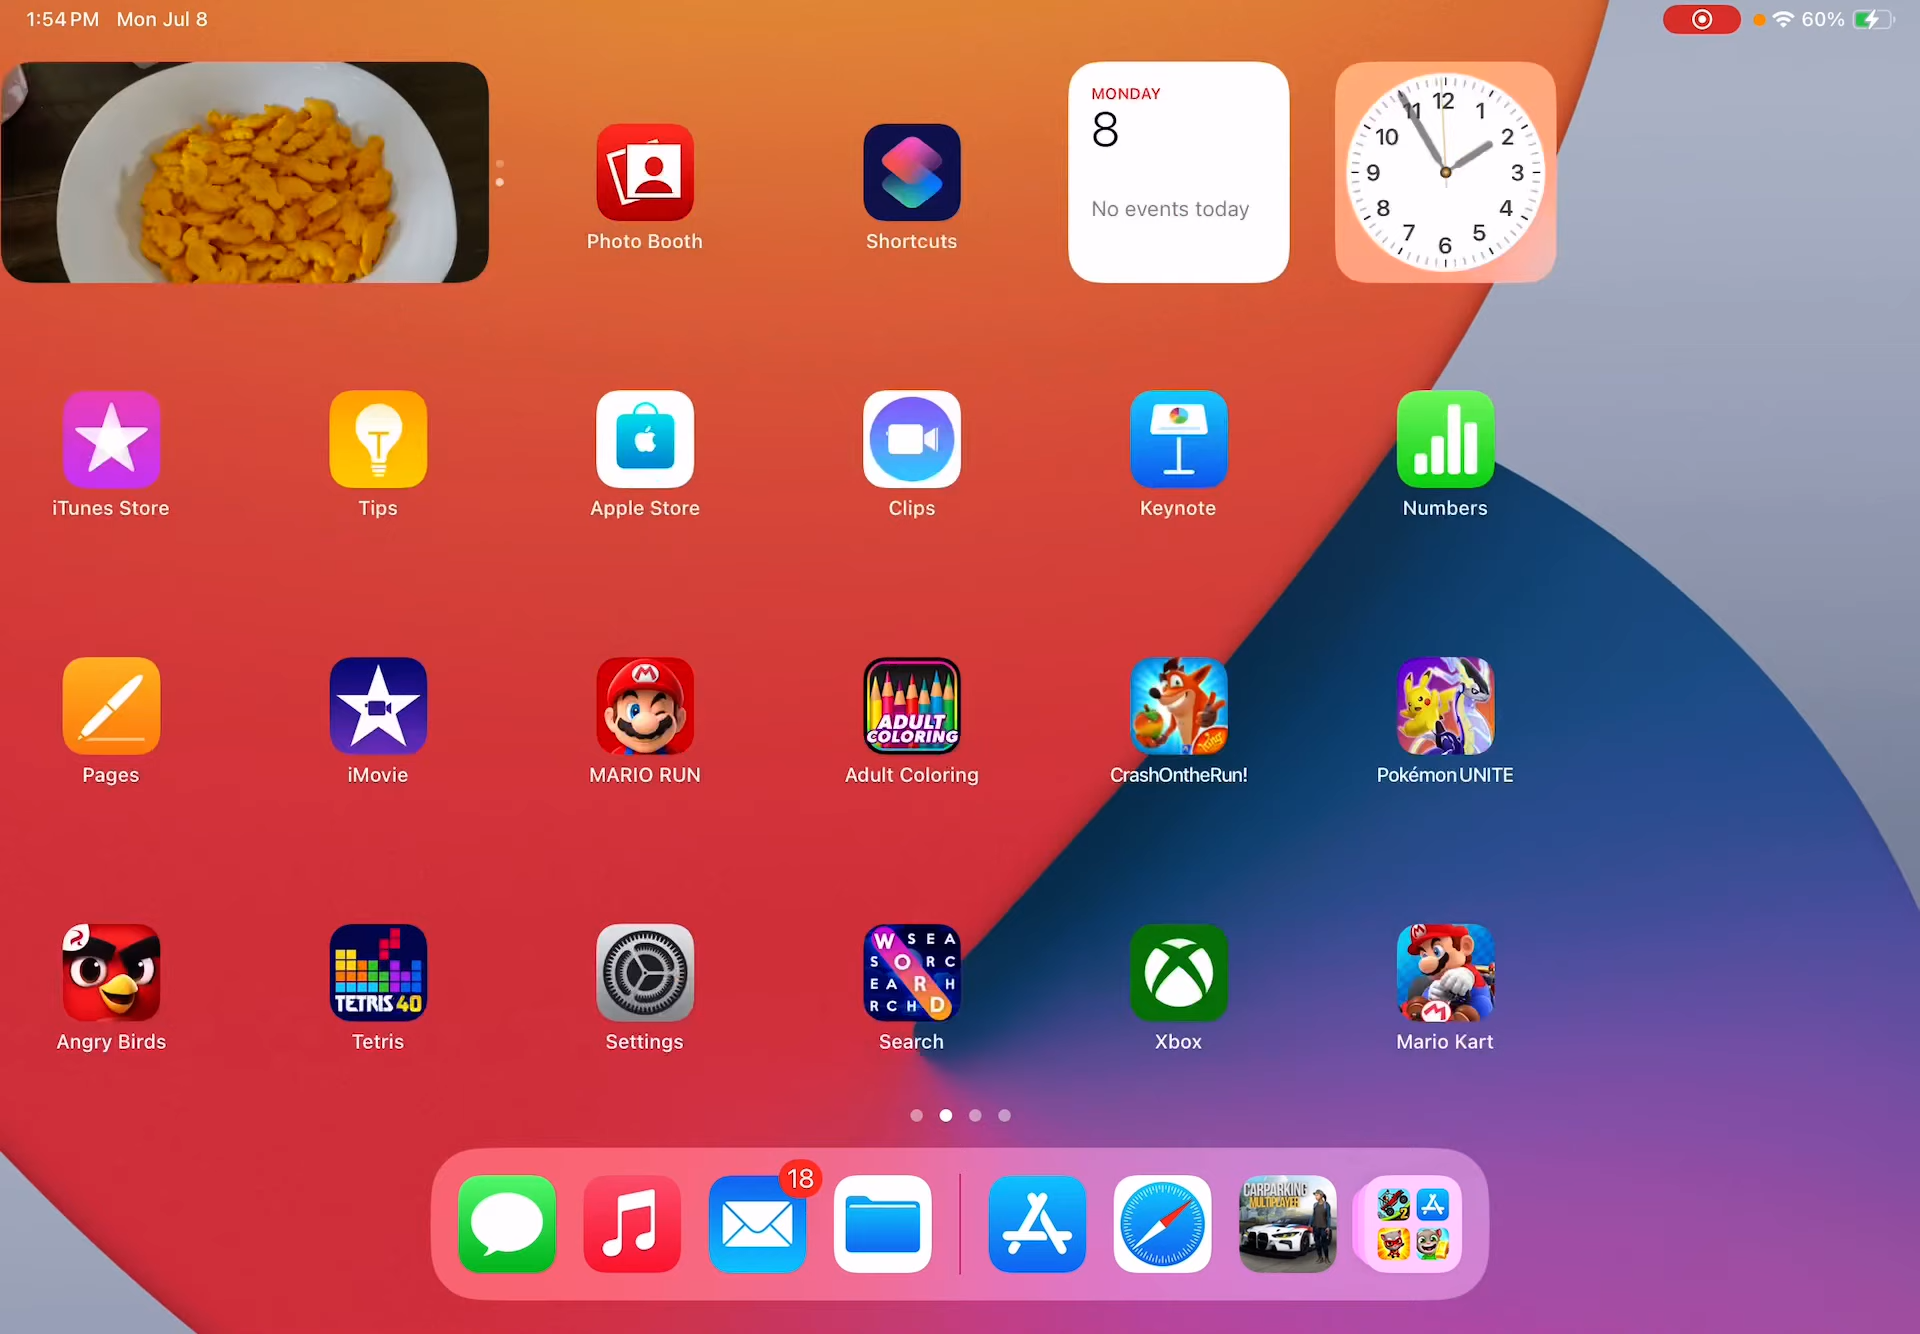 1:54 PM Mon Jul 8
60%
MONDAY
8
No events today
12
1
2
3
4
5
6
7
8
9
10
11
Photo Booth
Shortcuts
iTunes Store
Tips
Apple Store
Clips
Keynote
Numbers
ADULT
COLORING
King
Pages
iMovie
MARIO RUN
Adult Coloring
CrashOntheRun!
Pokémon UNITE
TETRIS 40
W S E A
S O R C
E A R H
R C H D
Angry Birds
Tetris
Settings
Search
Xbox
Mario Kart
18
CARPARKING
MULTIPLAYER
2